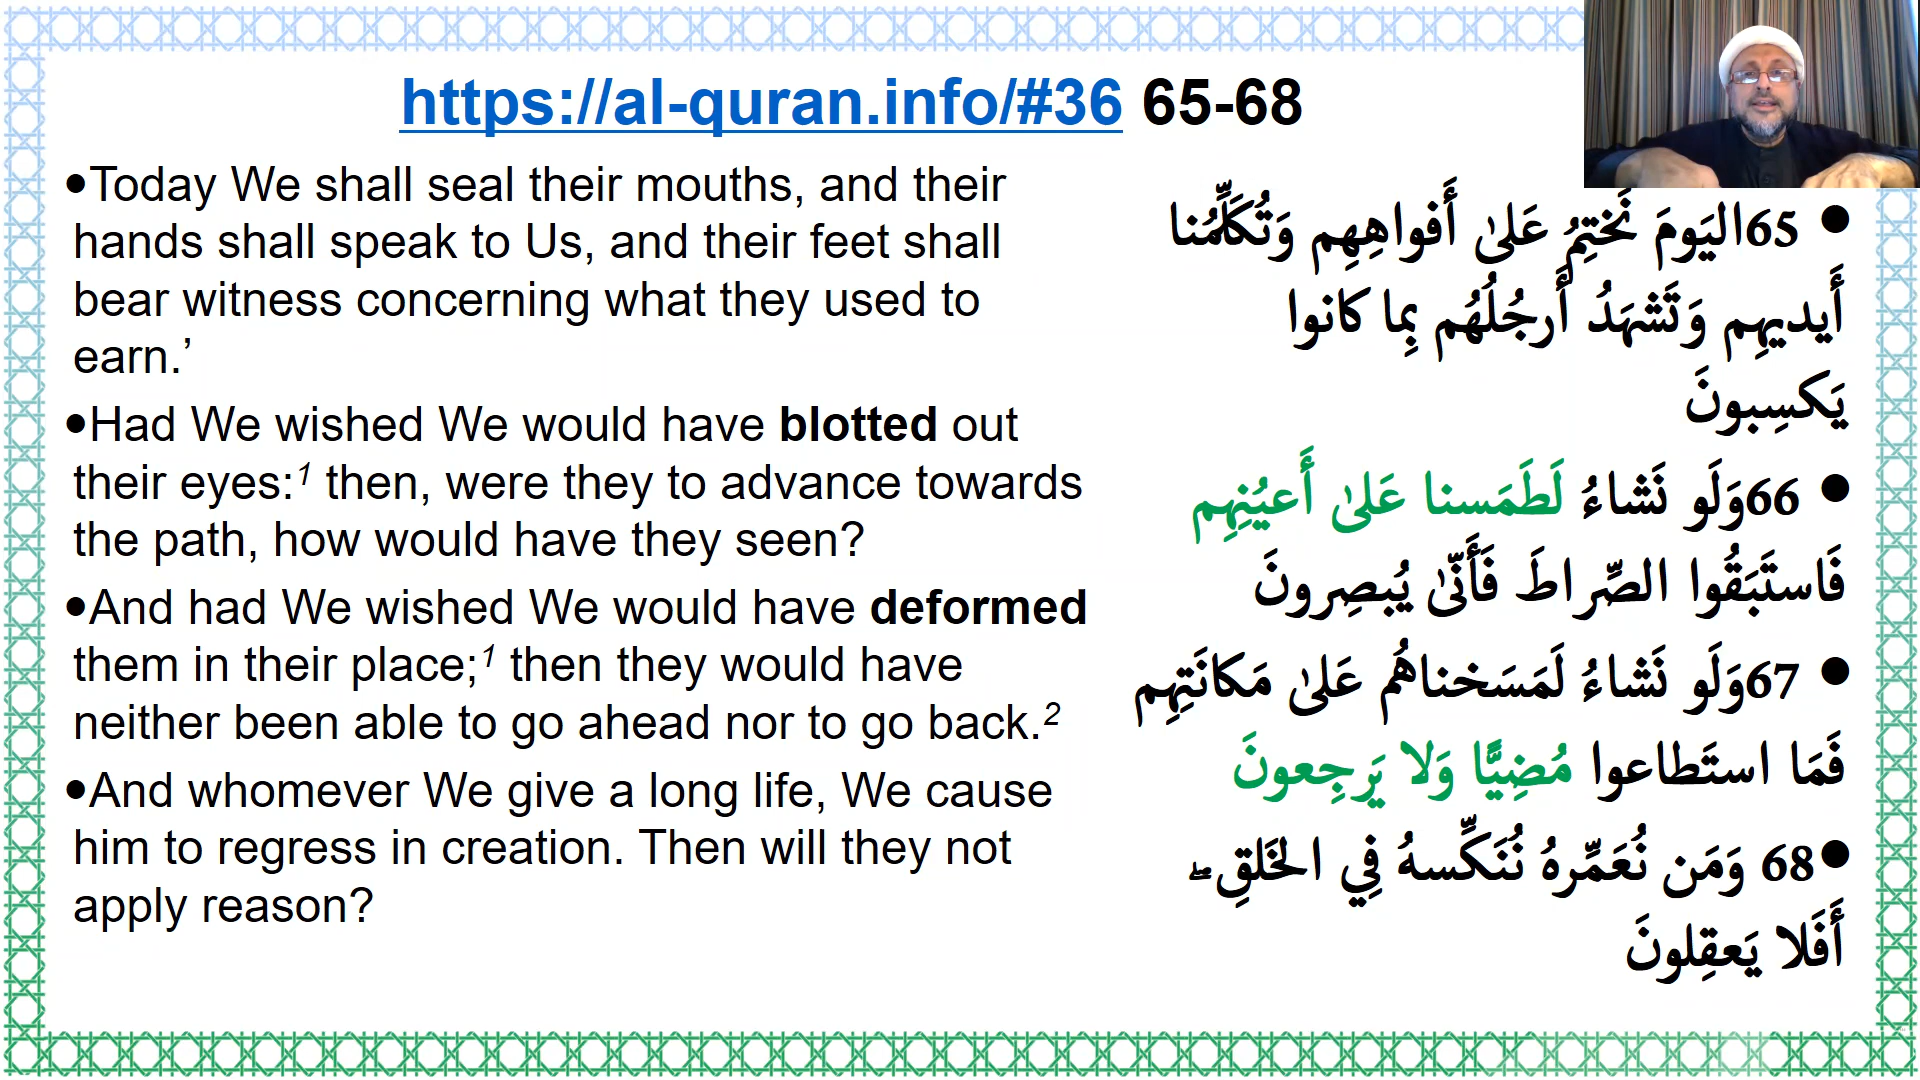 https://al-quran.info/#36 65-68
•Today We shall seal their mouths, and their
hands shall speak to Us, and their feet shall
bear witness concerning what they used to
earn.’
•Had We wished We would have blotted out
their eyes:1 then, were they to advance towards
the path, how would have they seen?
•And had We wished We would have deformed
them in their place;1 then they would have
neither been able to go ahead nor to go back.2
•And whomever We give a long life, We cause
him to regress in creation. Then will they not
apply reason?
• 65اليَومَ نَختِمُ عَلىٰ أَفواهِهِم وَتُكَلِّمُنا
أَيديهِم وَتَشهَدُ أَرجُلُهُم بِما كانوا
يَكسِبونَ
• 66وَلَو نَشاءُ لَطَمَسنا عَلىٰ أَعيُنِهِم
فَاستَبَقُوا الصِّراطَ فَأَنّىٰ يُبصِرونَ
• 67وَلَو نَشاءُ لَمَسَخناهُم عَلىٰ مَكانَتِهِم
فَمَا استَطاعوا مُضِيًّا وَلا يَرجِعونَ
•68 وَمَن نُعَمِّرهُ نُنَكِّسهُ فِي الخَلقِ ۖ
أَفَلا يَعقِلونَ